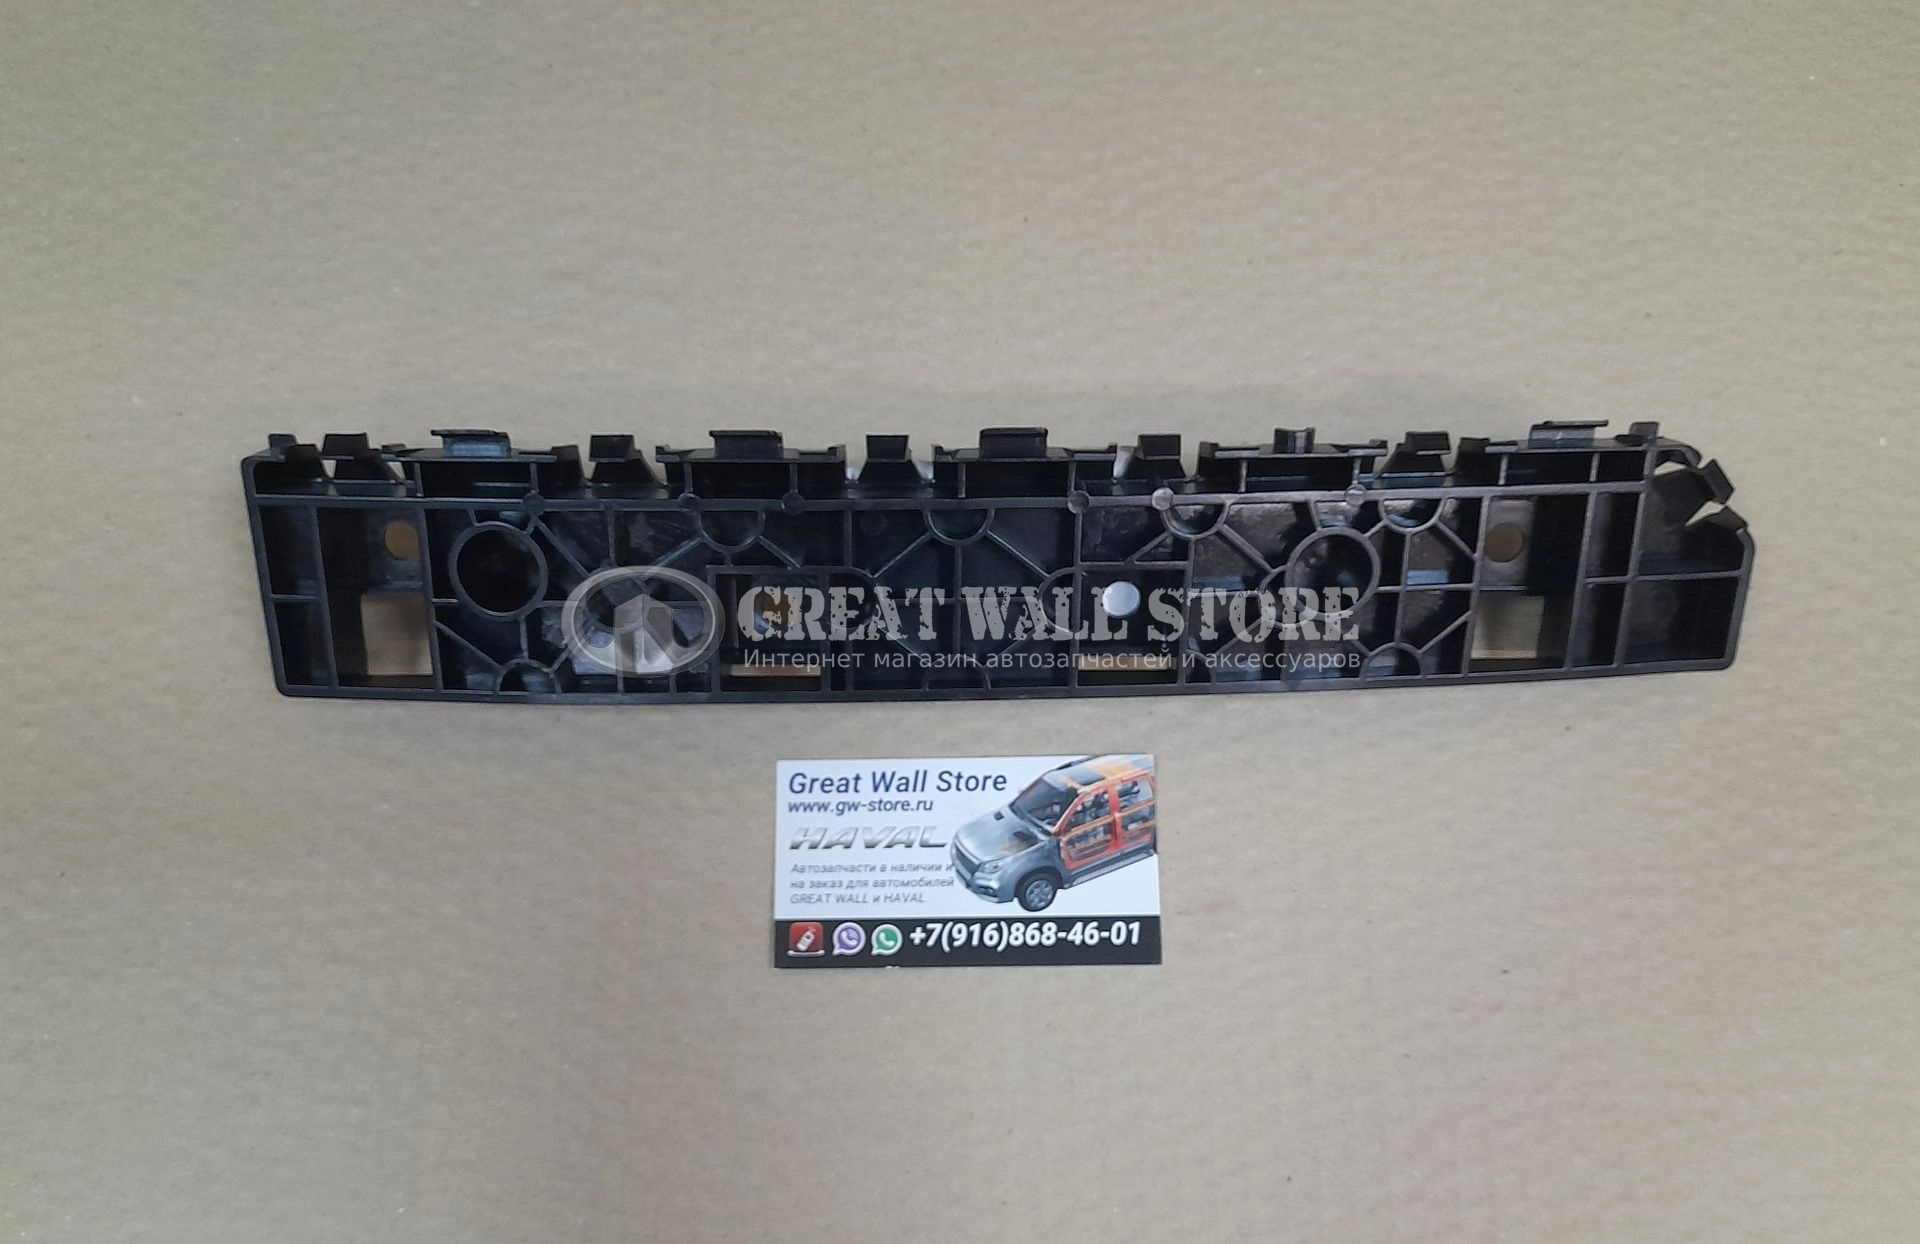 GREAT WALL STORE
Интернет магазин автозапчастей и аксессуаров
Great Wall Store
www.gw-store.ru
HAVAL
Автозапчасти в наличии и
на заказ для автомобилей
GREAT WALL и HAVAL
+7(916)868-46-01